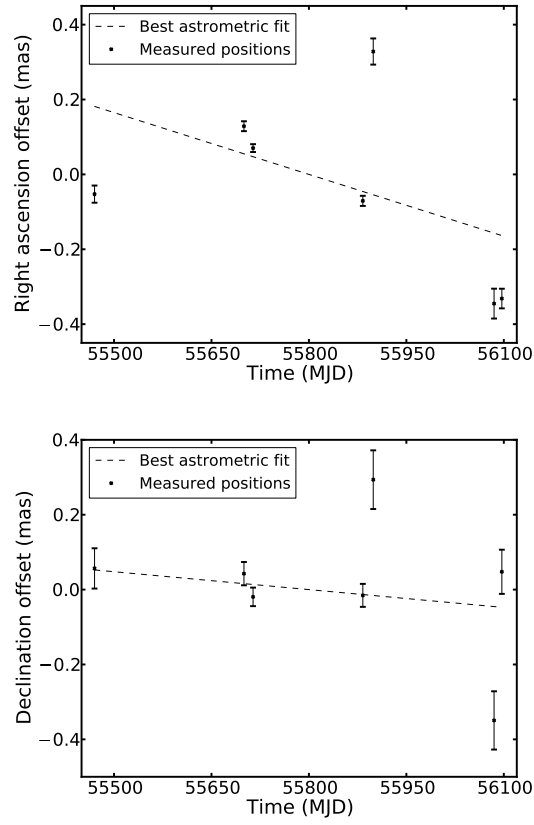 Best astrometric fit
Measured positions
0.4
0.2
0.0
−0.2
−0.4
Right ascension offset (mas)
55500 55650 55800 55950 56100
Time (MJD)
Best astrometric fit
Measured positions
0.4
0.2
0.0
−0.2
−0.4
Declination offset (mas)
55500 55650 55800 55950 56100
Time (MJD)